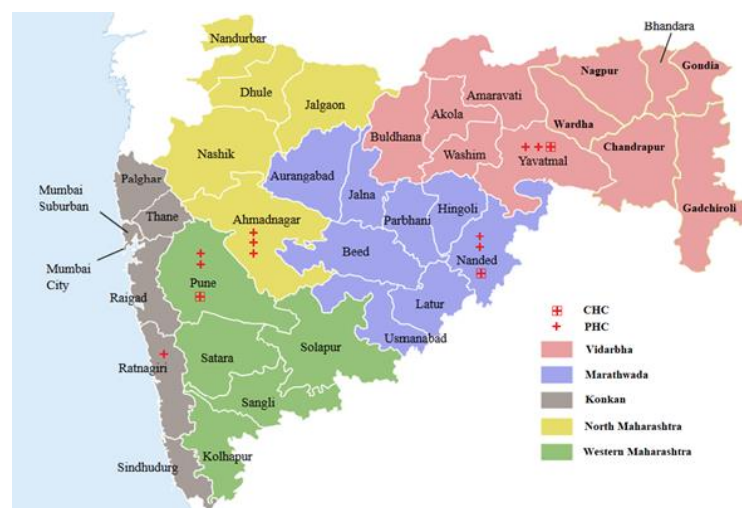 Nandurbar
Bhandara
Dhule
Jalgaon
Nagpur
Gondia
Amaravati
Akola
Buldhana
Wardha
Nashik
Washim
Yavatmal
Chandrapur
Aurangabad
Palghar
Jalna
Hingoli
Mumbai
Suburban
Thane
Ahmadnagar
Parbhani
Gadchiroli
Mumbai
City
Beed
Nanded
Pune
Raigad
Latur
CHC
PHC
Usmanabad
Solapur
Vidarbha
Satara
Ratnagiri
Marathwada
Sangli
Konkan
North Maharashtra
Kolhapur
Western Maharashtra
Sindhudurg